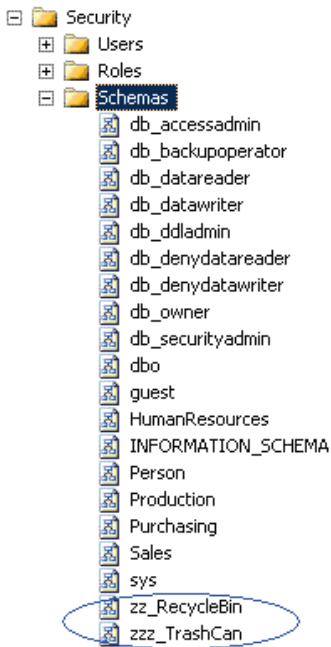 Security
Users
Roles
Schemas
db_accessadmin
db_backupoperator
db_datareader
db_datawriter
db_ddladmin
db_denydatareader
db_denydatawriter
db_owner
db_securityadmin
dbo
guest
HumanResources
INFORMATION_SCHEMA
Person
Production
Purchasing
Sales
sys
zz_RecycleBin
zzz_TrashCan